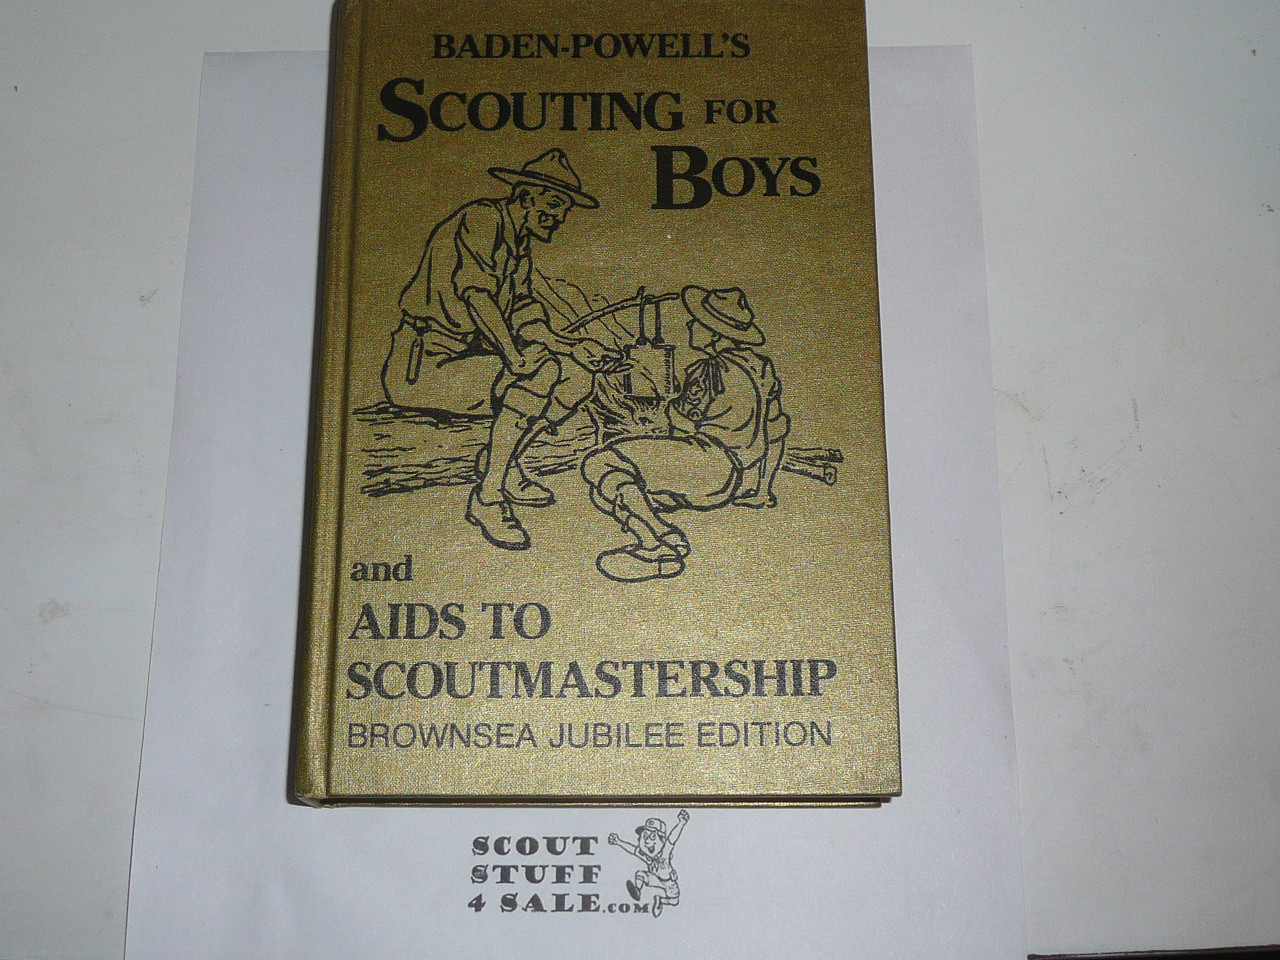 BADEN-POWELL'S
SCOUTING FOR
BOYS
and
AIDS TO
SCOUTMASTERSHIP
BROWNSEA JUBILEE EDITION
SCOUT
STUFF
4 SALE.COM